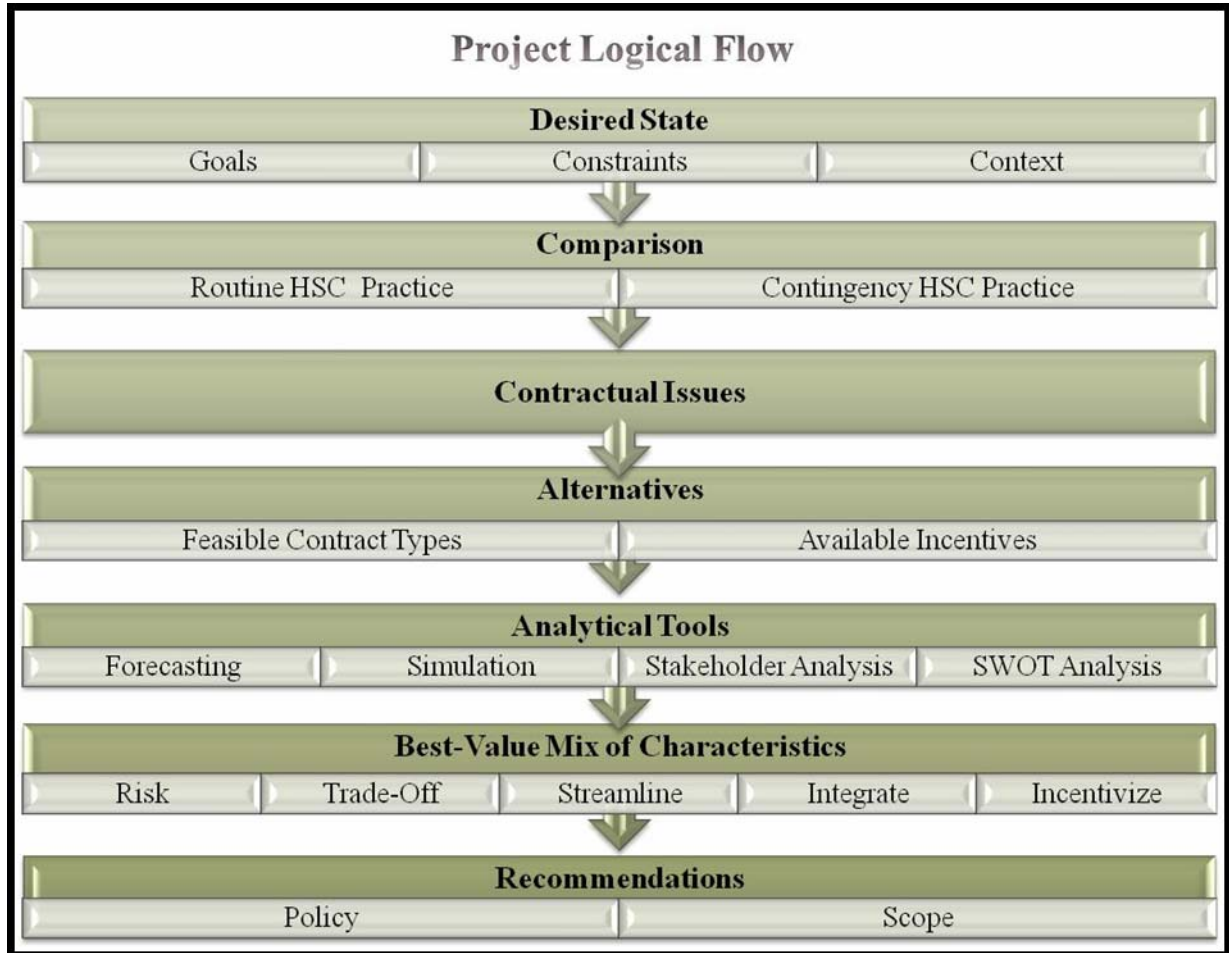 Project Logical Flow
Desired State
Goals Constraints Context
Comparison
Routine HSC Practice Contingency HSC Practice
Contractual Issues
Alternatives
Feasible Contract Types Available Incentives
Analytical Tools
Forecasting Simulation Stakeholder Analysis SWOT Analysis
Best-Value Mix of Characteristics
Risk Trade-Off Streamline Integrate Incentivize
Recommendations
Policy Scope